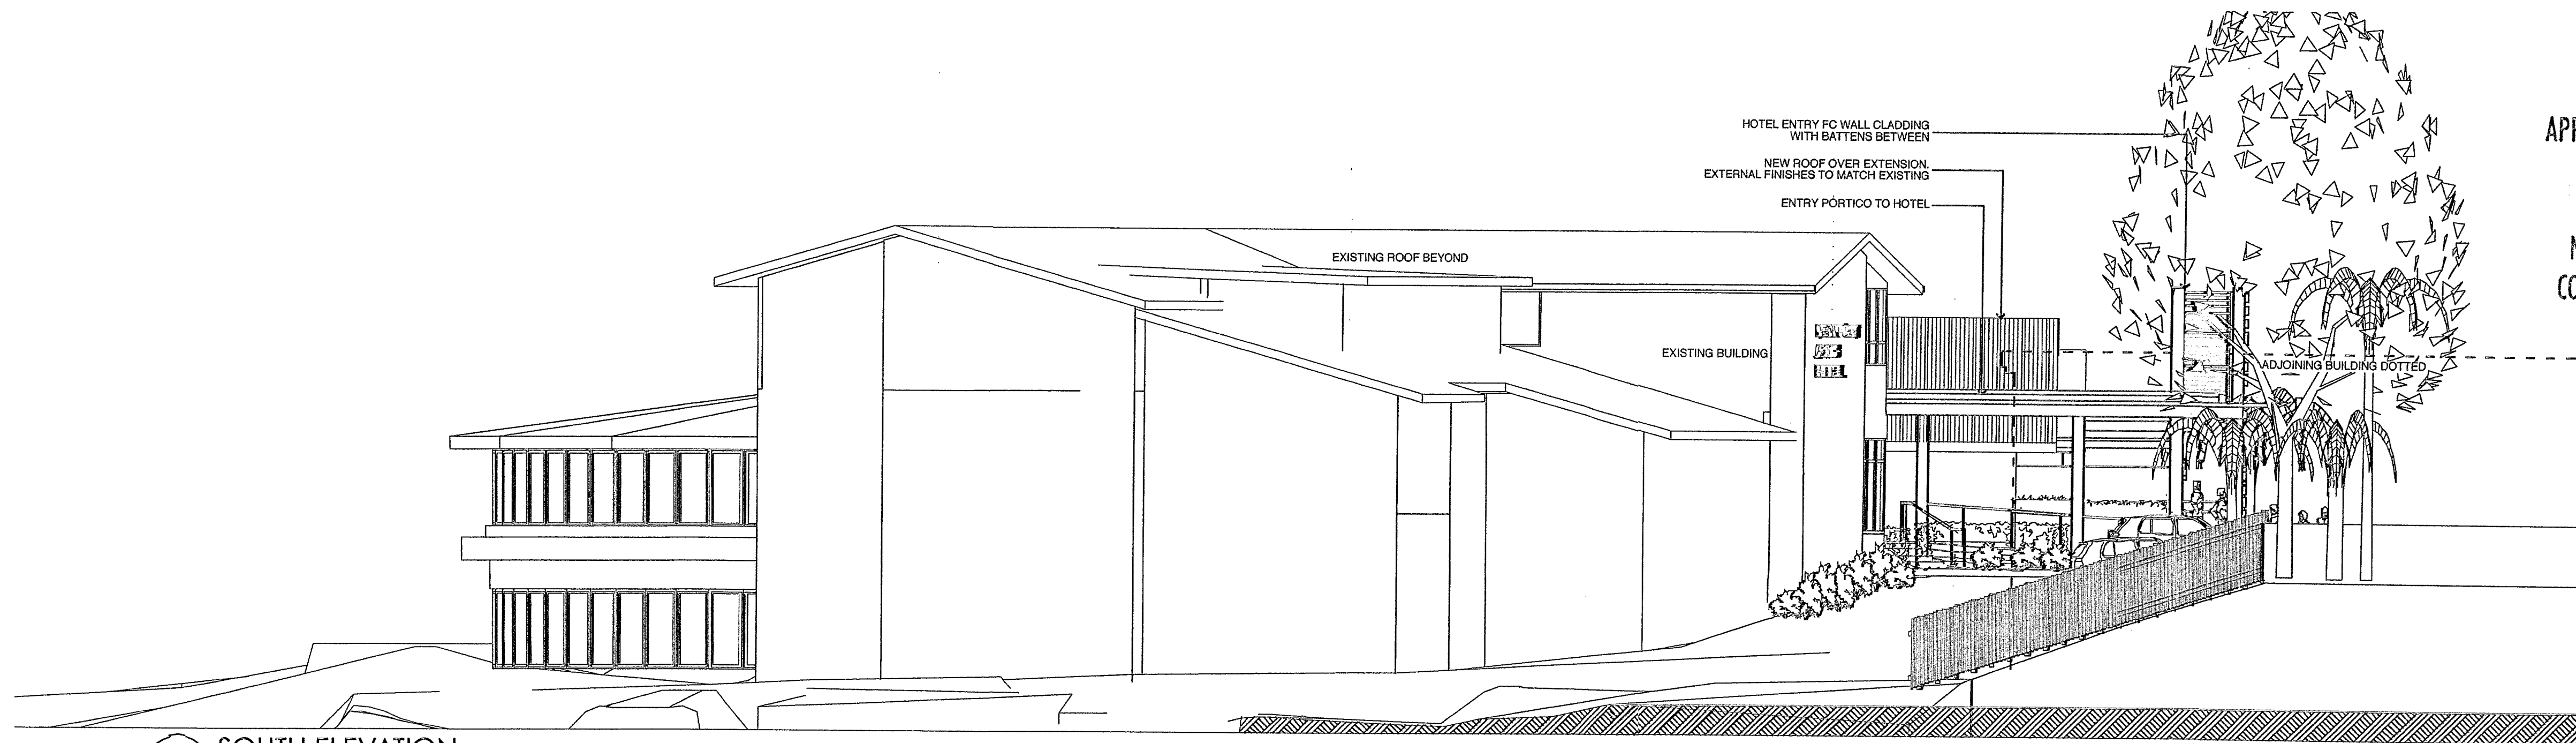 HOTEL ENTRY FC WALL CLADDING
WITH BATTENS BETWEEN
NEW ROOF OVER EXTENSION.
EXTERNAL FINISHES TO MATCH EXISTING
ENTRY PORTICO TO HOTEL
EXISTING ROOF BEYOND
EXISTING BUILDING
ADJOINING BUILDING DOTTED
SOUTH ELEVATION